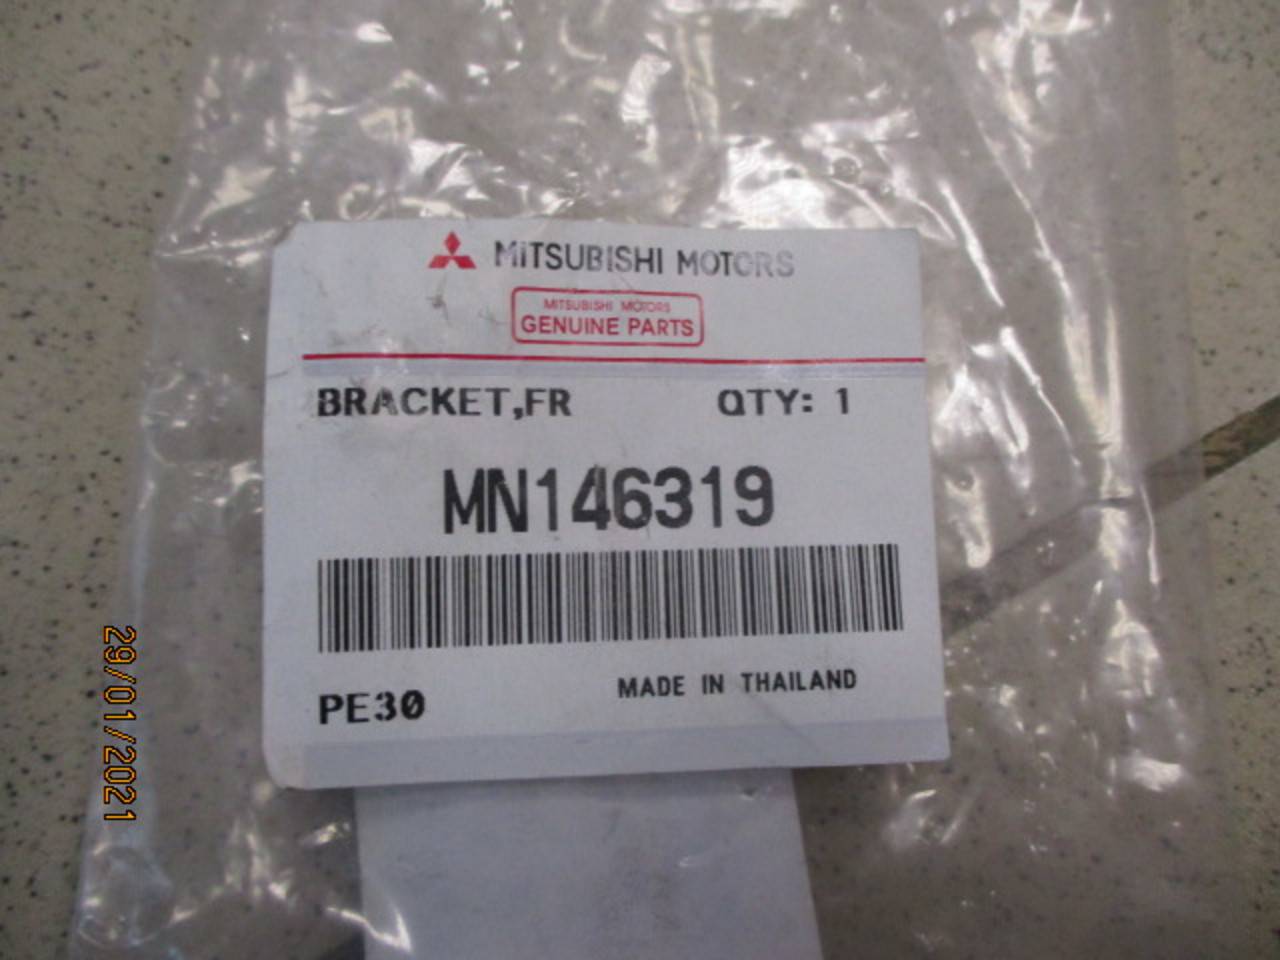 MITSUBISHI MOTORS
MITSUBISHI MOTORS
GENUINE PARTS
BRACKET,FR QTY: 1
MN146319
PE30 MADE IN THAILAND
29/01/2021